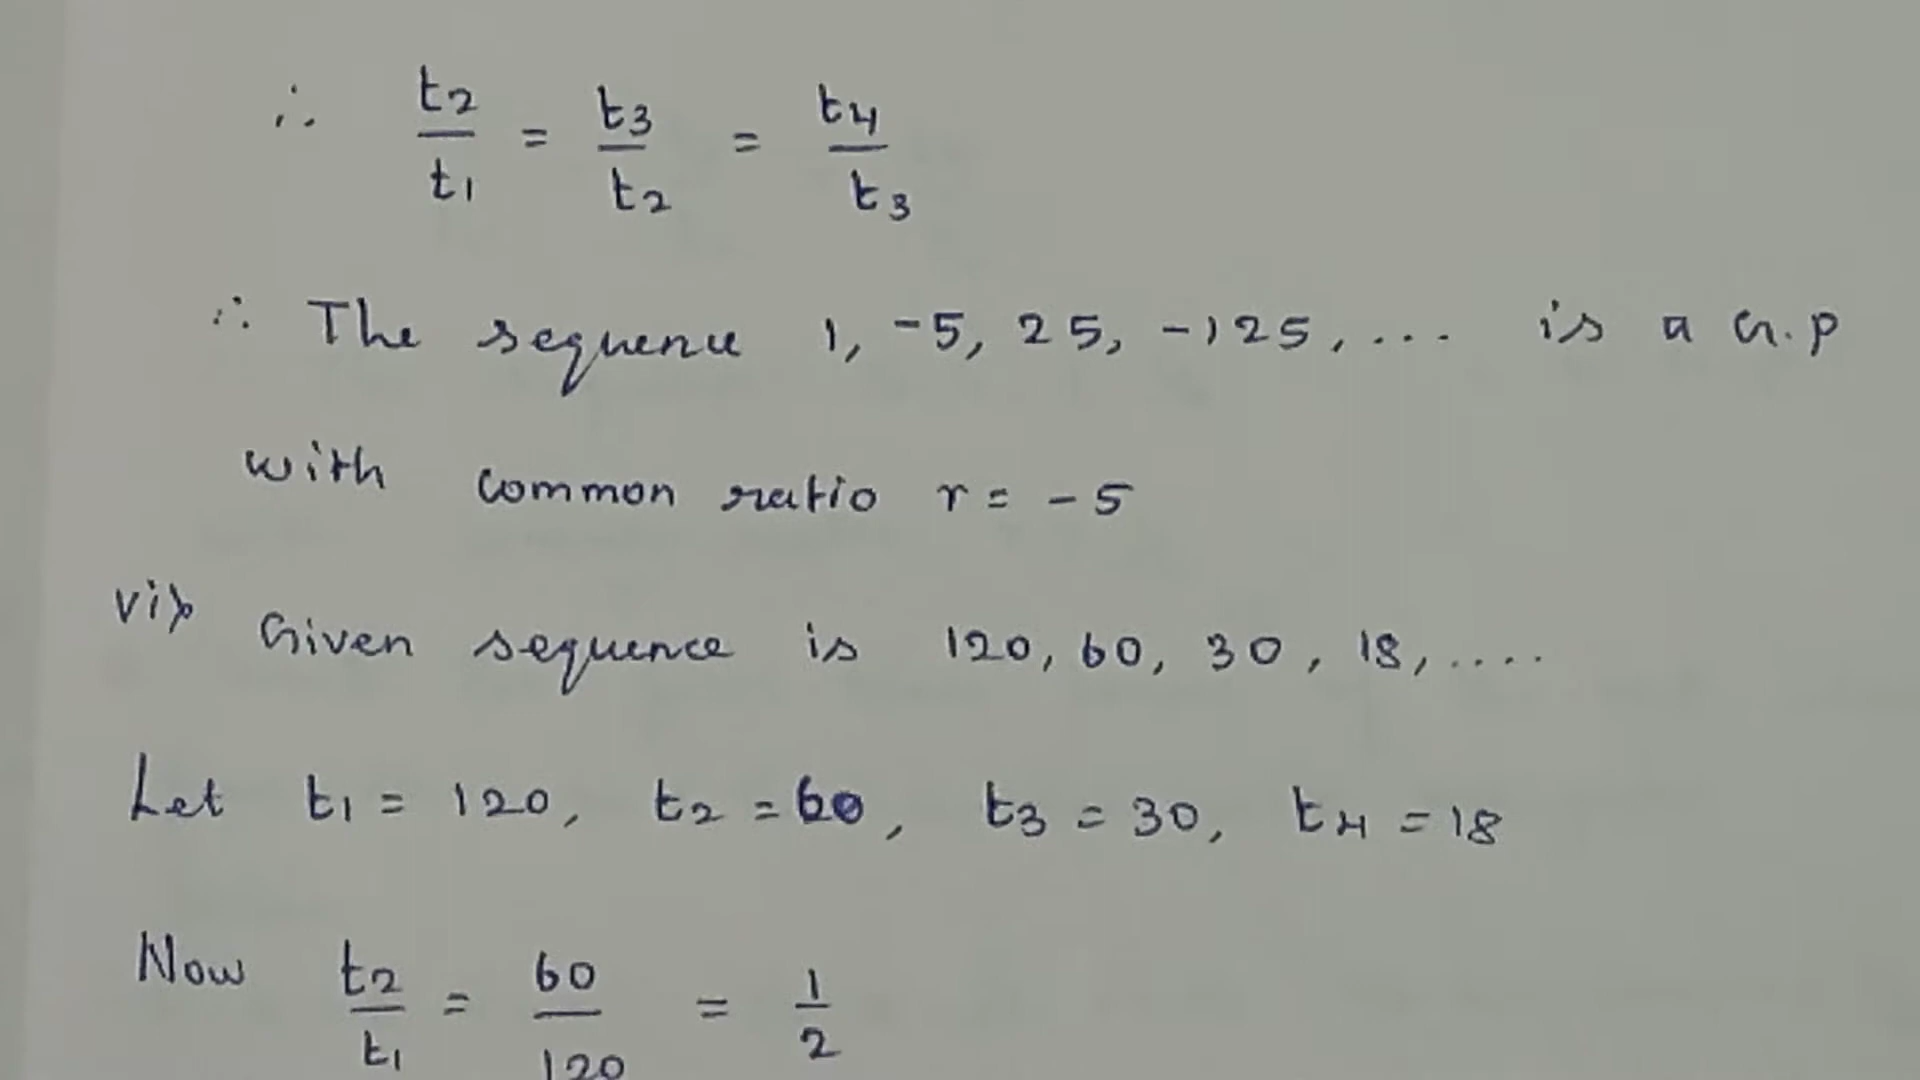 ∴ t2/t1 = t3/t2 = t4/t3
∴ The sequence 1, -5, 25, -125, ... is a G.P
with common ratio r = -5
vi) Given sequence is 120, 60, 30, 18, ....
Let t1 = 120, t2 = 60, t3 = 30, t4 = 18
Now t2/t1 = 60/120 = 1/2